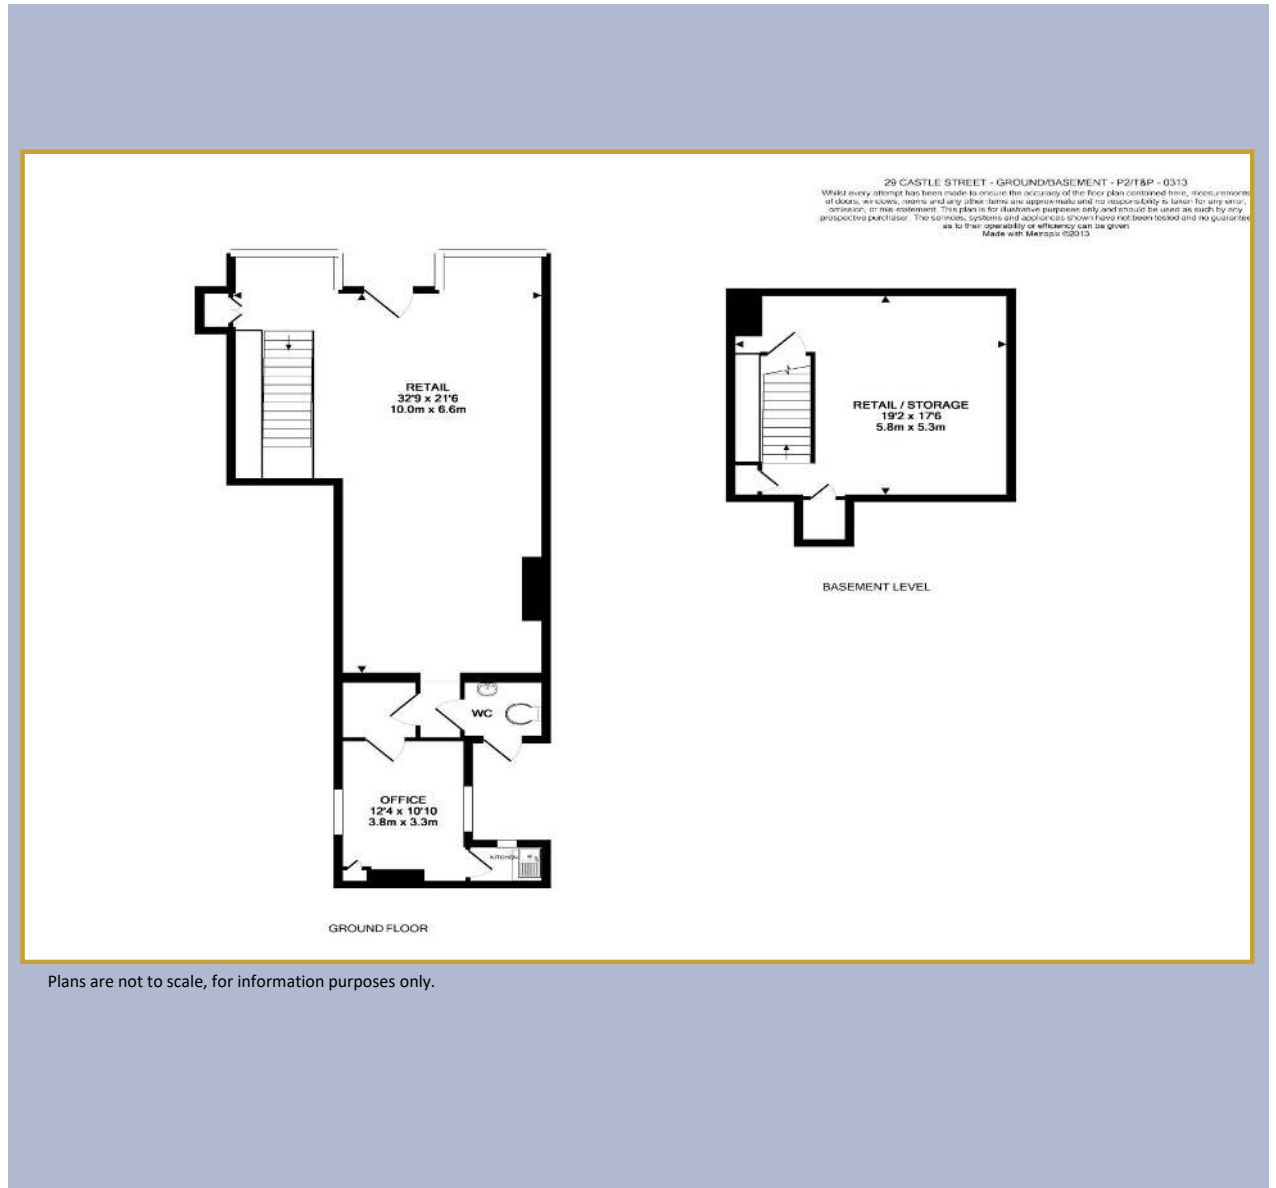 29 CASTLE STREET - GROUND/BASEMENT - P2/T&P - 0313
Whilst every attempt has been made to ensure the accuracy of the floor plan contained here, measurements
of doors, windows, rooms and any other items are approximate and no responsibility is taken for any error,
omission, or mis-statement. This plan is for illustrative purposes only and should be used as such by any
prospective purchaser. The services, systems and appliances shown have not been tested and no guarantee
as to their operability or efficiency can be given
Made with Metropix ©2013
RETAIL
32'9 x 21'6
10.0m x 6.6m
RETAIL / STORAGE
19'2 x 17'6
5.8m x 5.3m
BASEMENT LEVEL
WC
OFFICE
12'4 x 10'10
3.8m x 3.3m
KITCHEN
GROUND FLOOR
Plans are not to scale, for information purposes only.